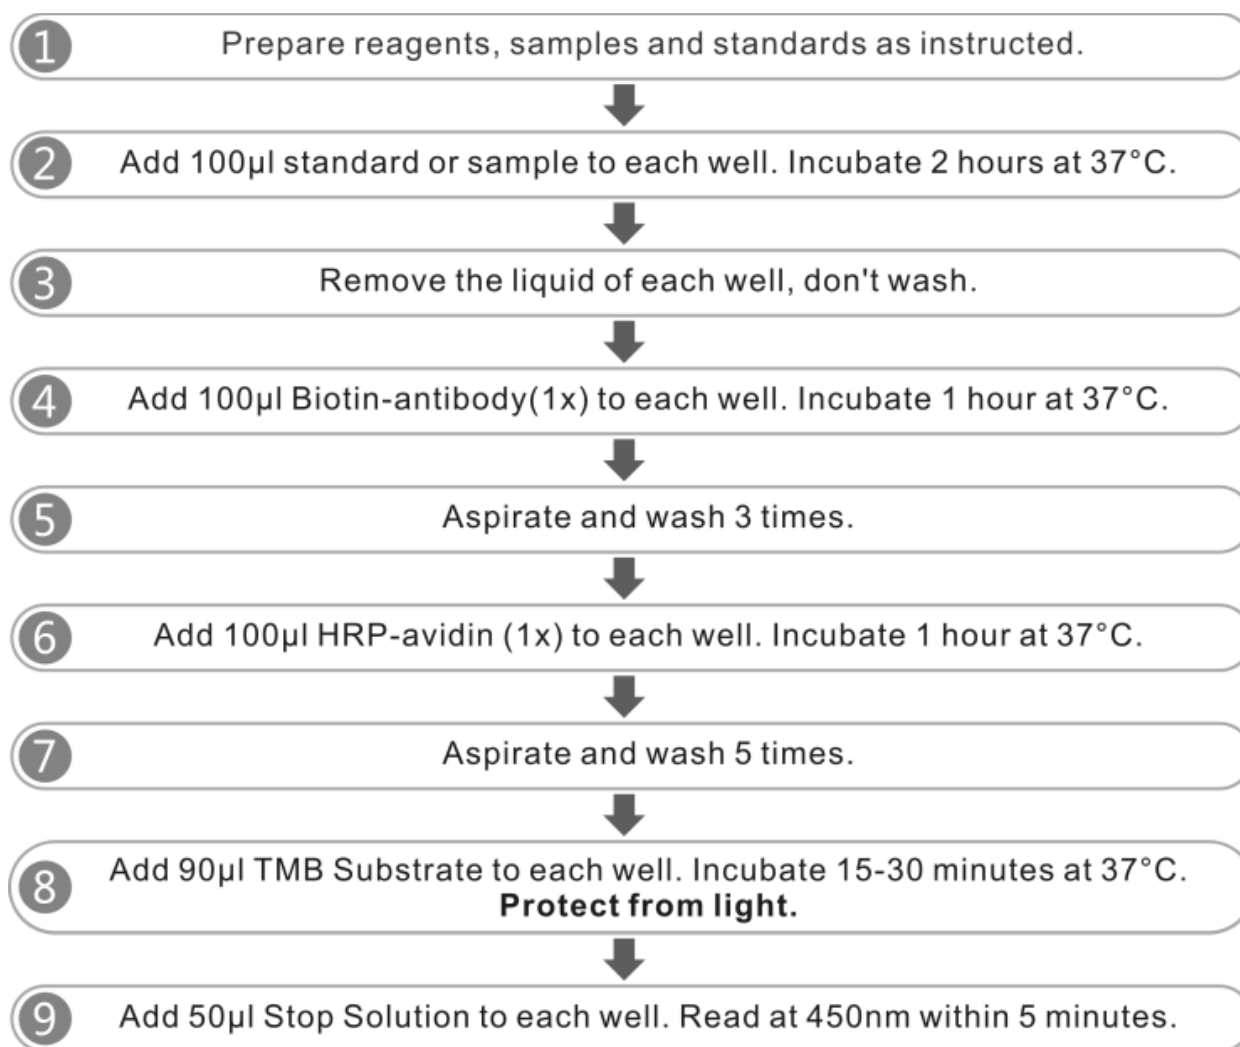 1 Prepare reagents, samples and standards as instructed.
2 Add 100µl standard or sample to each well. Incubate 2 hours at 37°C.
3 Remove the liquid of each well, don't wash.
4 Add 100µl Biotin-antibody(1x) to each well. Incubate 1 hour at 37°C.
5 Aspirate and wash 3 times.
6 Add 100µl HRP-avidin (1x) to each well. Incubate 1 hour at 37°C.
7 Aspirate and wash 5 times.
8 Add 90µl TMB Substrate to each well. Incubate 15-30 minutes at 37°C.
Protect from light.
9 Add 50µl Stop Solution to each well. Read at 450nm within 5 minutes.